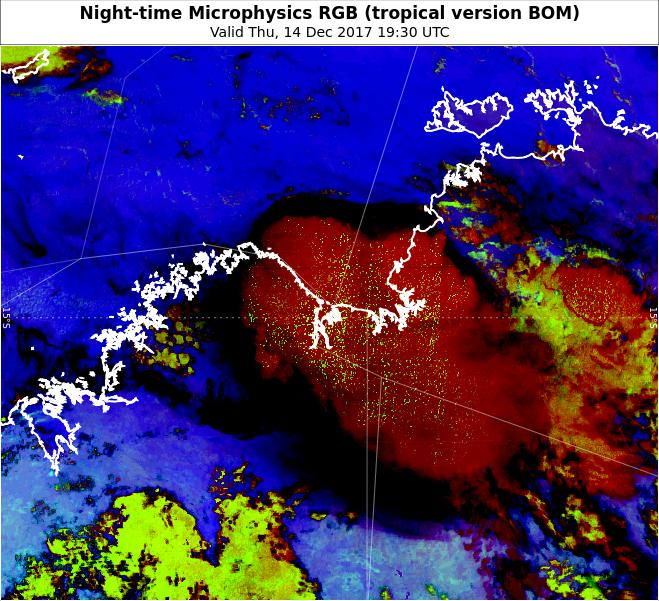 Night-time Microphysics RGB (tropical version BOM)
Valid Thu, 14 Dec 2017 19:30 UTC
15°S
15°S